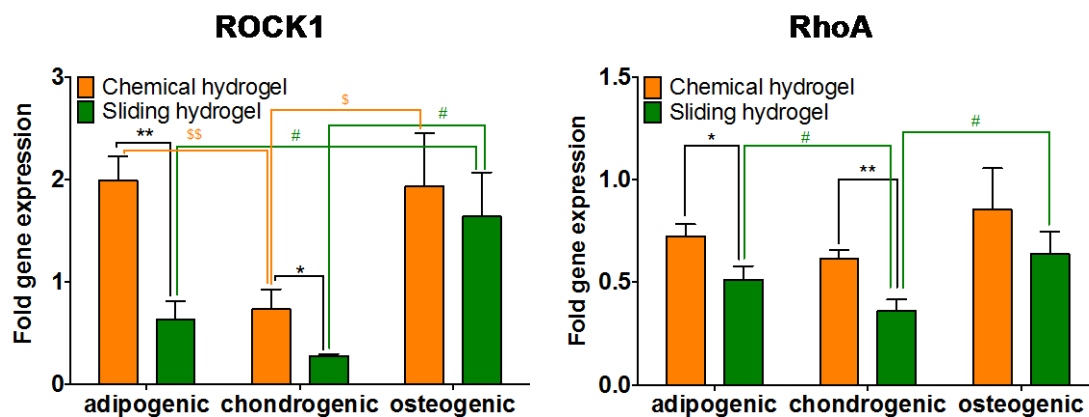 ROCK1
Fold gene expression
3
2
1
0
Chemical hydrogel
Sliding hydrogel
**
$$
$
#
#
*
adipogenic chondrogenic osteogenic
RhoA
Fold gene expression
1.5
1.0
0.5
0.0
Chemical hydrogel
Sliding hydrogel
*
#
**
#
adipogenic chondrogenic osteogenic